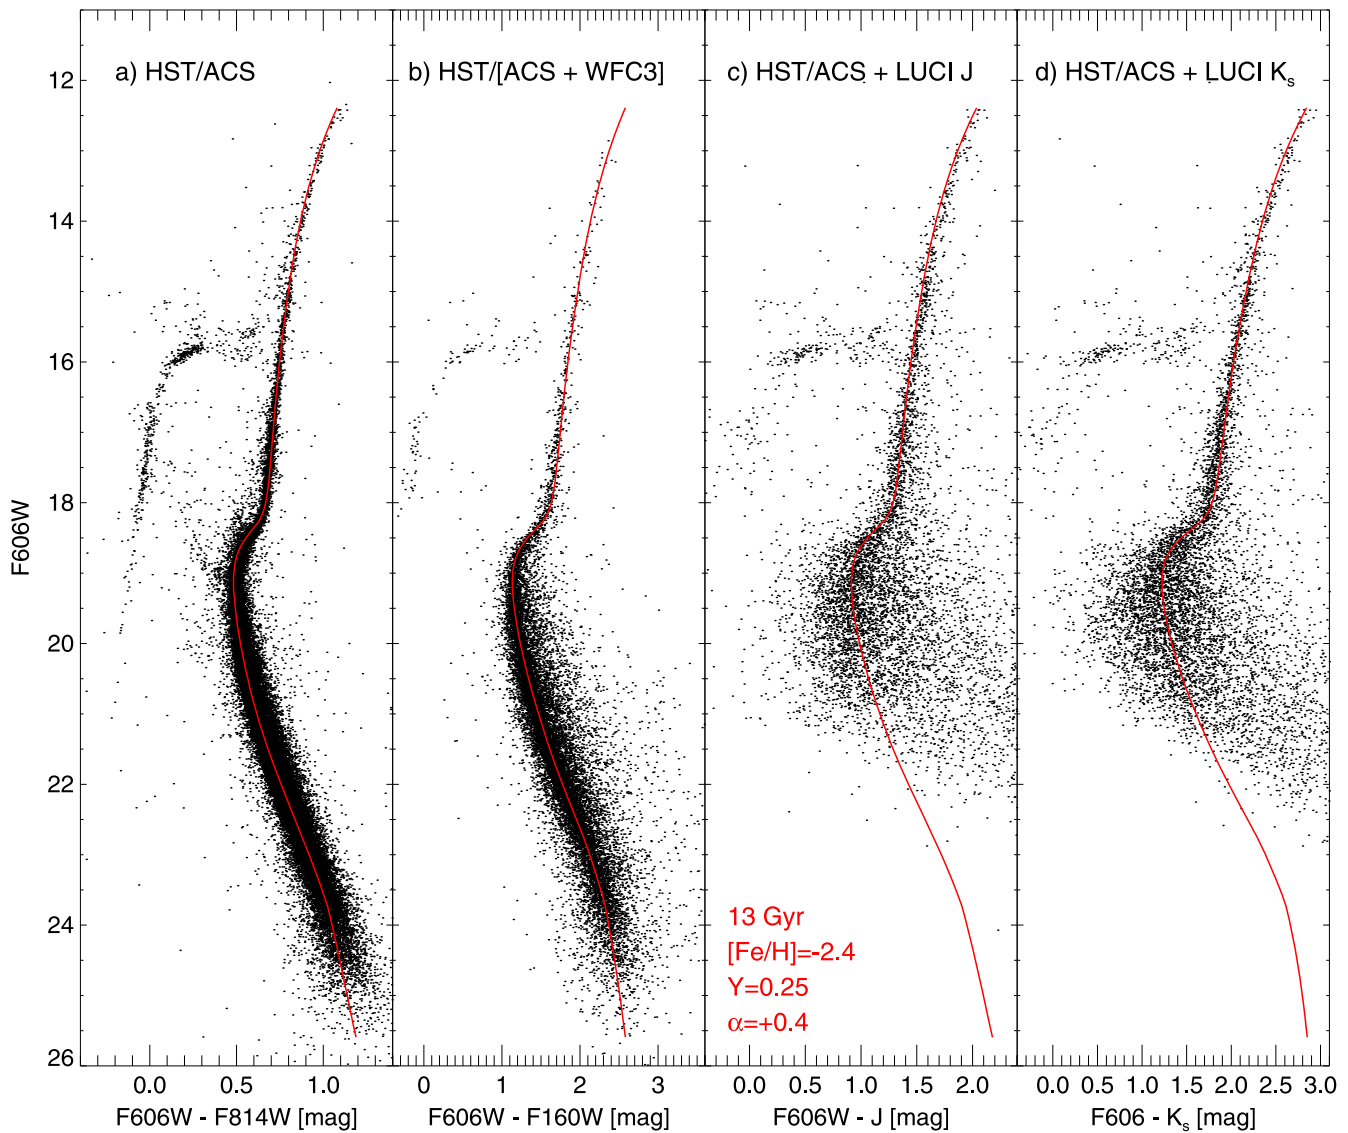 a) HST/ACS
b) HST/[ACS + WFC3]
c) HST/ACS + LUCI J
d) HST/ACS + LUCI Ks
12
14
16
18
20
22
24
26
F606W
13 Gyr
[Fe/H]=-2.4
Y=0.25
α=+0.4
0.0 0.5 1.0
0 1 2 3
0.0 0.5 1.0 1.5 2.0
0.0 0.5 1.0 1.5 2.0 2.5 3.0
F606W - F814W [mag]
F606W - F160W [mag]
F606W - J [mag]
F606 - Ks [mag]